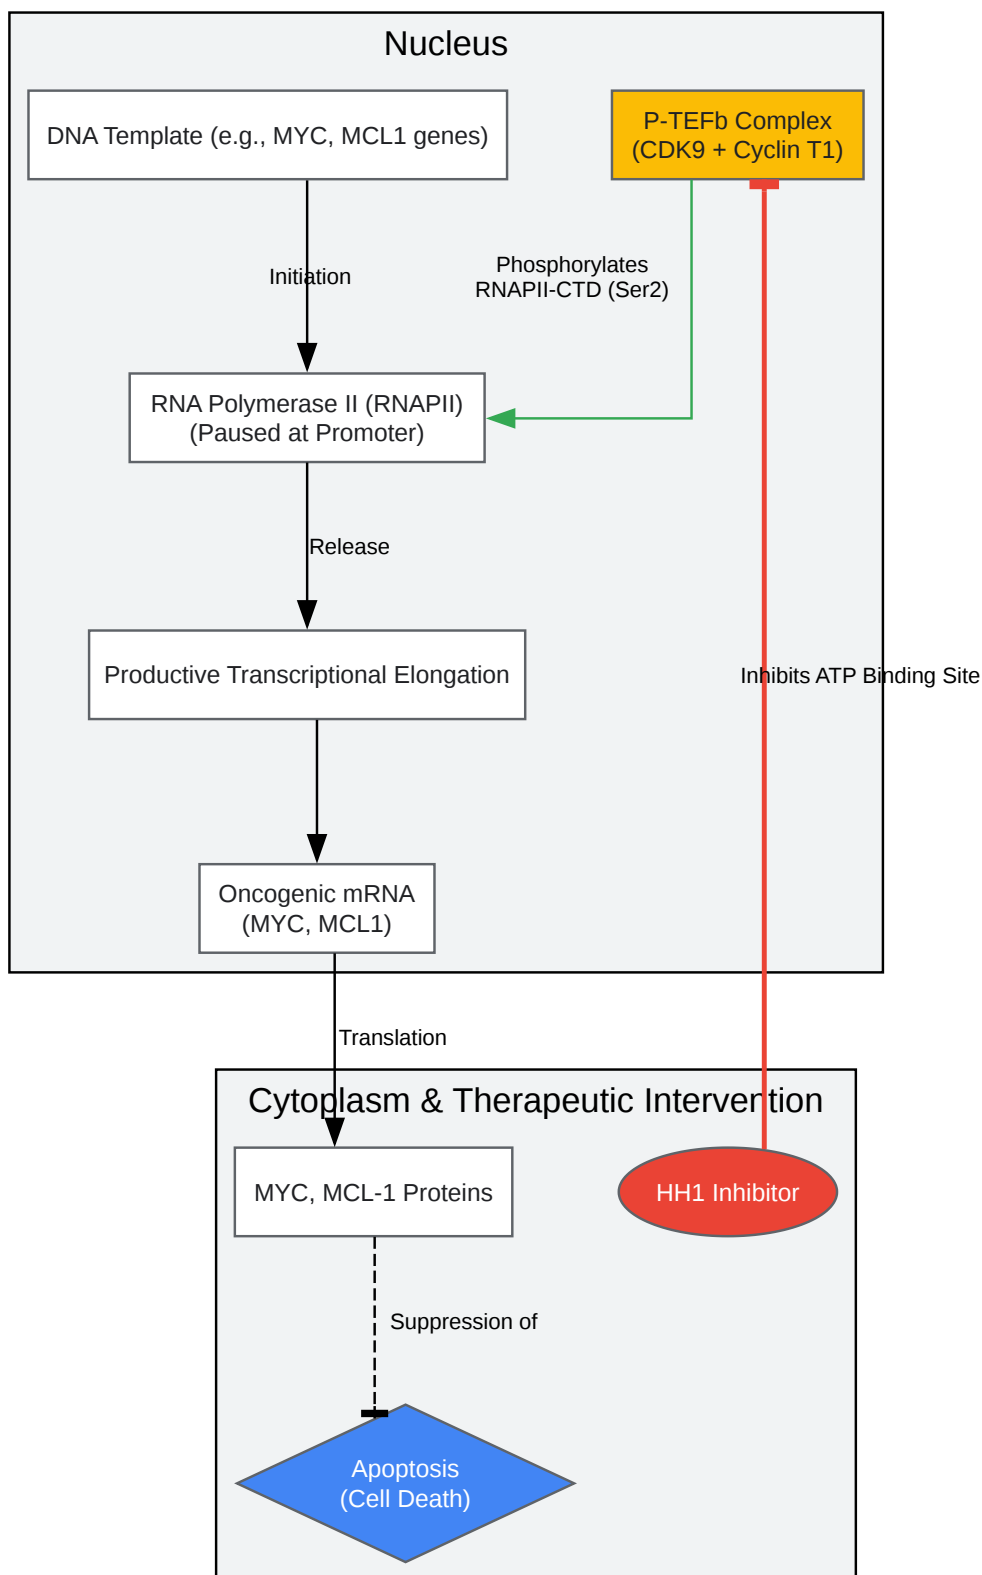 Nucleus
DNA Template (e.g., MYC, MCL1 genes)
P-TEFb Complex
(CDK9 + Cyclin T1)
Initiation
Phosphorylates
RNAPII-CTD (Ser2)
RNA Polymerase II (RNAPII)
(Paused at Promoter)
Release
Productive Transcriptional Elongation
Inhibits ATP Binding Site
Oncogenic mRNA
(MYC, MCL1)
Translation
Cytoplasm & Therapeutic Intervention
MYC, MCL-1 Proteins
HH1 Inhibitor
Suppression of
Apoptosis
(Cell Death)